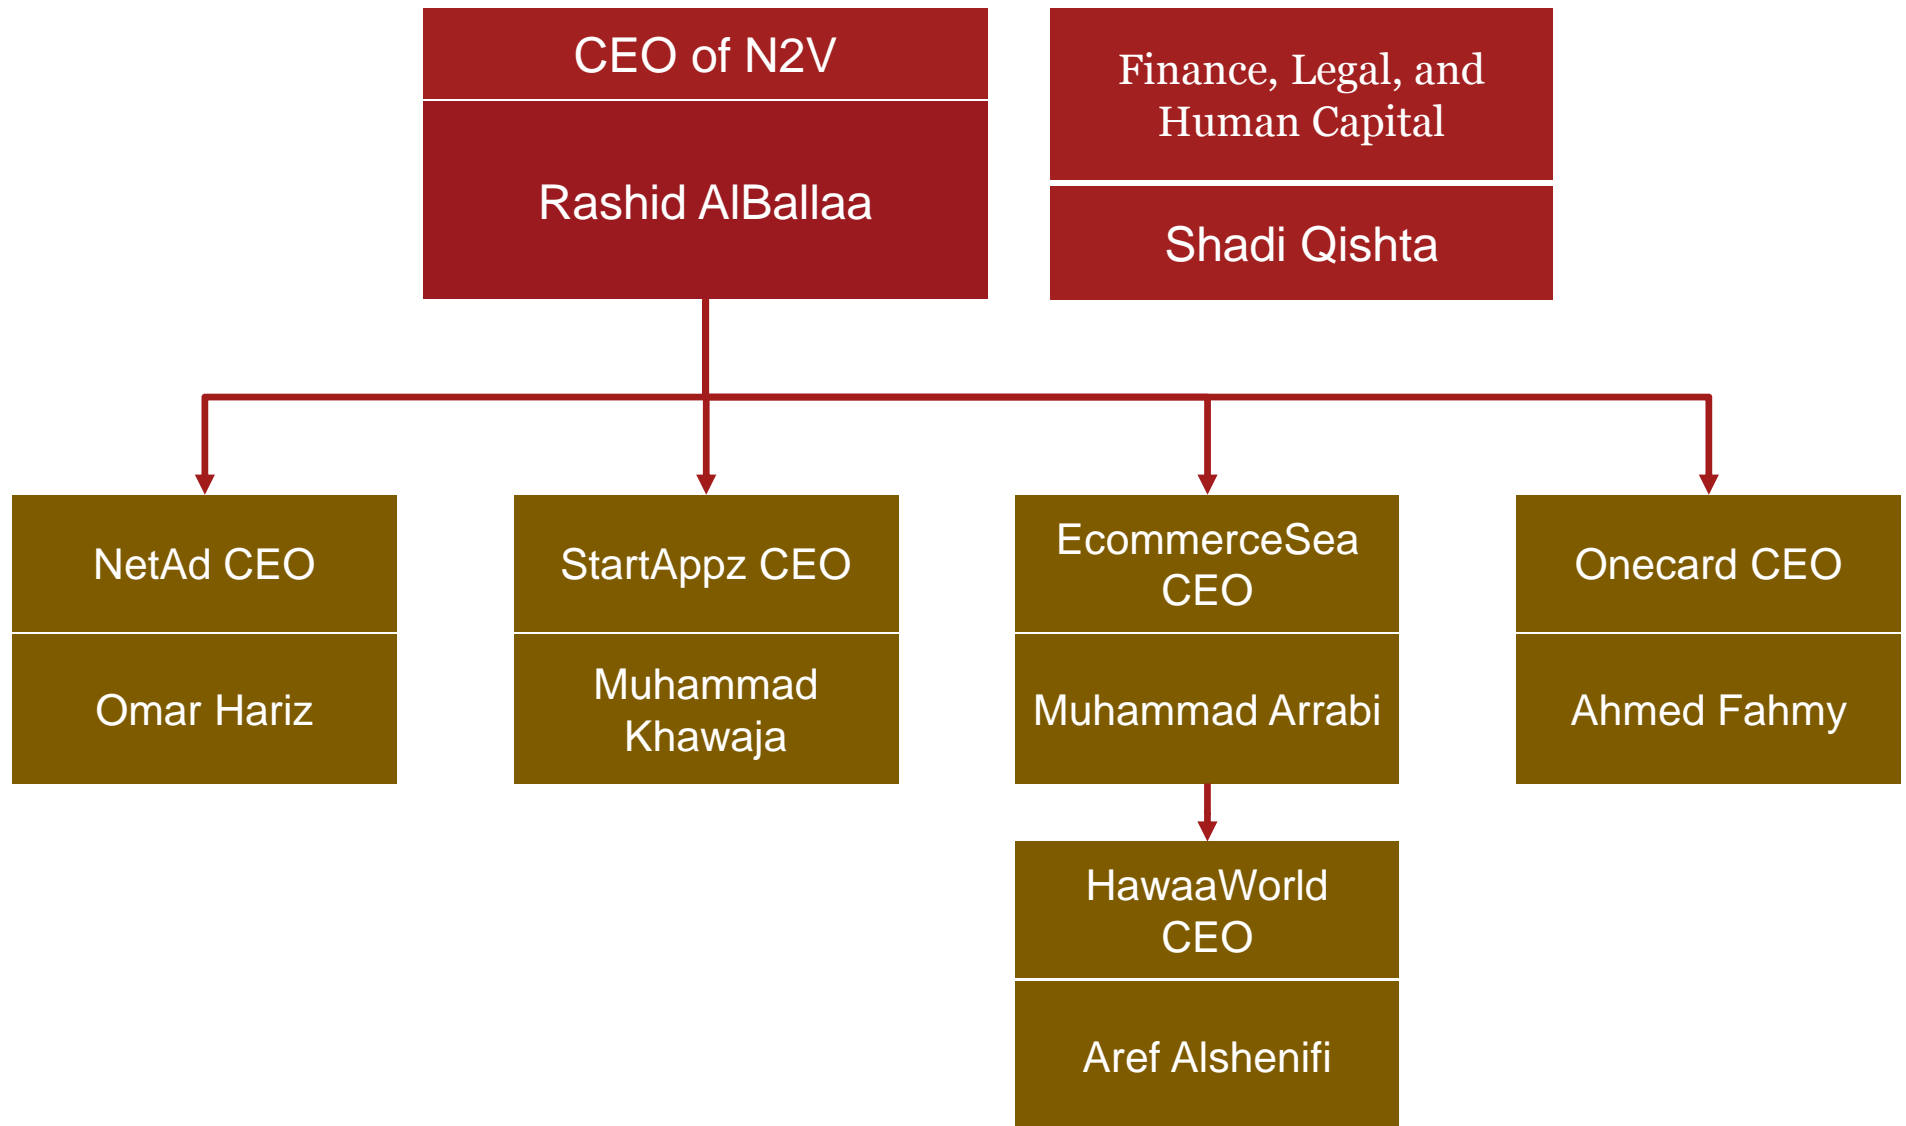 CEO of N2V
Rashid AlBallaa
Finance, Legal, and
Human Capital
Shadi Qishta
NetAd CEO
Omar Hariz
StartAppz CEO
Muhammad
Khawaja
EcommerceSea
CEO
Muhammad Arrabi
Onecard CEO
Ahmed Fahmy
HawaaWorld
CEO
Aref Alshenifi